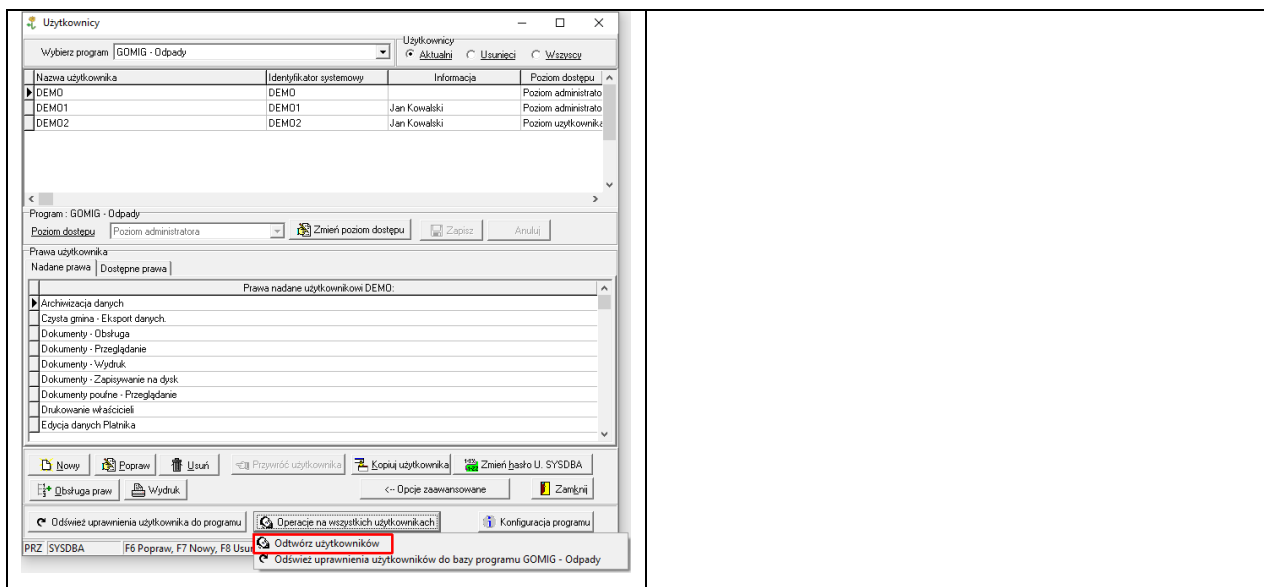 Użytkownicy
Użytkownicy
Wybierz program GOMIG - Odpady Aktualni Usunięci Wszyscy
Nazwa użytkownika Identyfikator systemowy Informacja Poziom dostępu
DEMO DEMO Poziom administrato
DEMO1 DEMO1 Jan Kowalski Poziom administrato
DEMO2 DEMO2 Jan Kowalski Poziom uzytkownika
Program : GOMIG - Odpady
Poziom dostępu Poziom administratora Zmień poziom dostępu Zapisz Anuluj
Prawa użytkownika
Nadane prawa Dostępne prawa
Prawa nadane użytkownikowi DEMO:
Archiwizacja danych
Czysta gmina - Eksport danych.
Dokumenty - Obsługa
Dokumenty - Przeglądanie
Dokumenty - Wydruk
Dokumenty - Zapisywanie na dysk
Dokumenty poufne - Przeglądanie
Drukowanie właścicieli
Edycja danych Płatnika
Nowy Popraw Usuń Przywróć użytkownika Kopiuj użytkownika Zmień hasło U. SYSDBA
Obsługa praw Wydruk <-- Opcje zaawansowane Zamknij
Odśwież uprawnienia użytkownika do programu Operacje na wszystkich użytkownikach Konfiguracja programu
PRZ SYSDBA F6 Popraw, F7 Nowy, F8 Usu Odtwórz użytkowników
Odśwież uprawnienia użytkowników do bazy programu GOMIG - Odpady